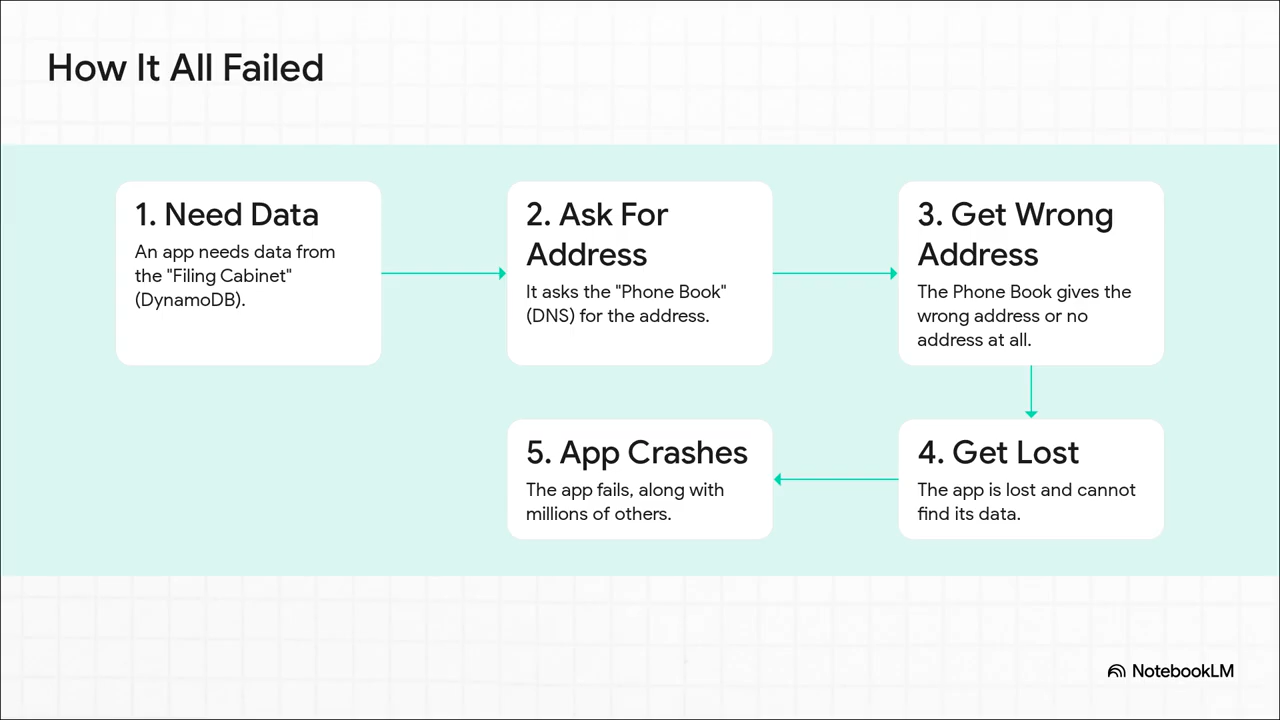 How It All Failed
1. Need Data
An app needs data from
the "Filing Cabinet"
(DynamoDB).
2. Ask For
Address
It asks the "Phone Book"
(DNS) for the address.
3. Get Wrong
Address
The Phone Book gives the
wrong address or no
address at all.
4. Get Lost
The app is lost and cannot
find its data.
5. App Crashes
The app fails, along with
millions of others.
NotebookLM